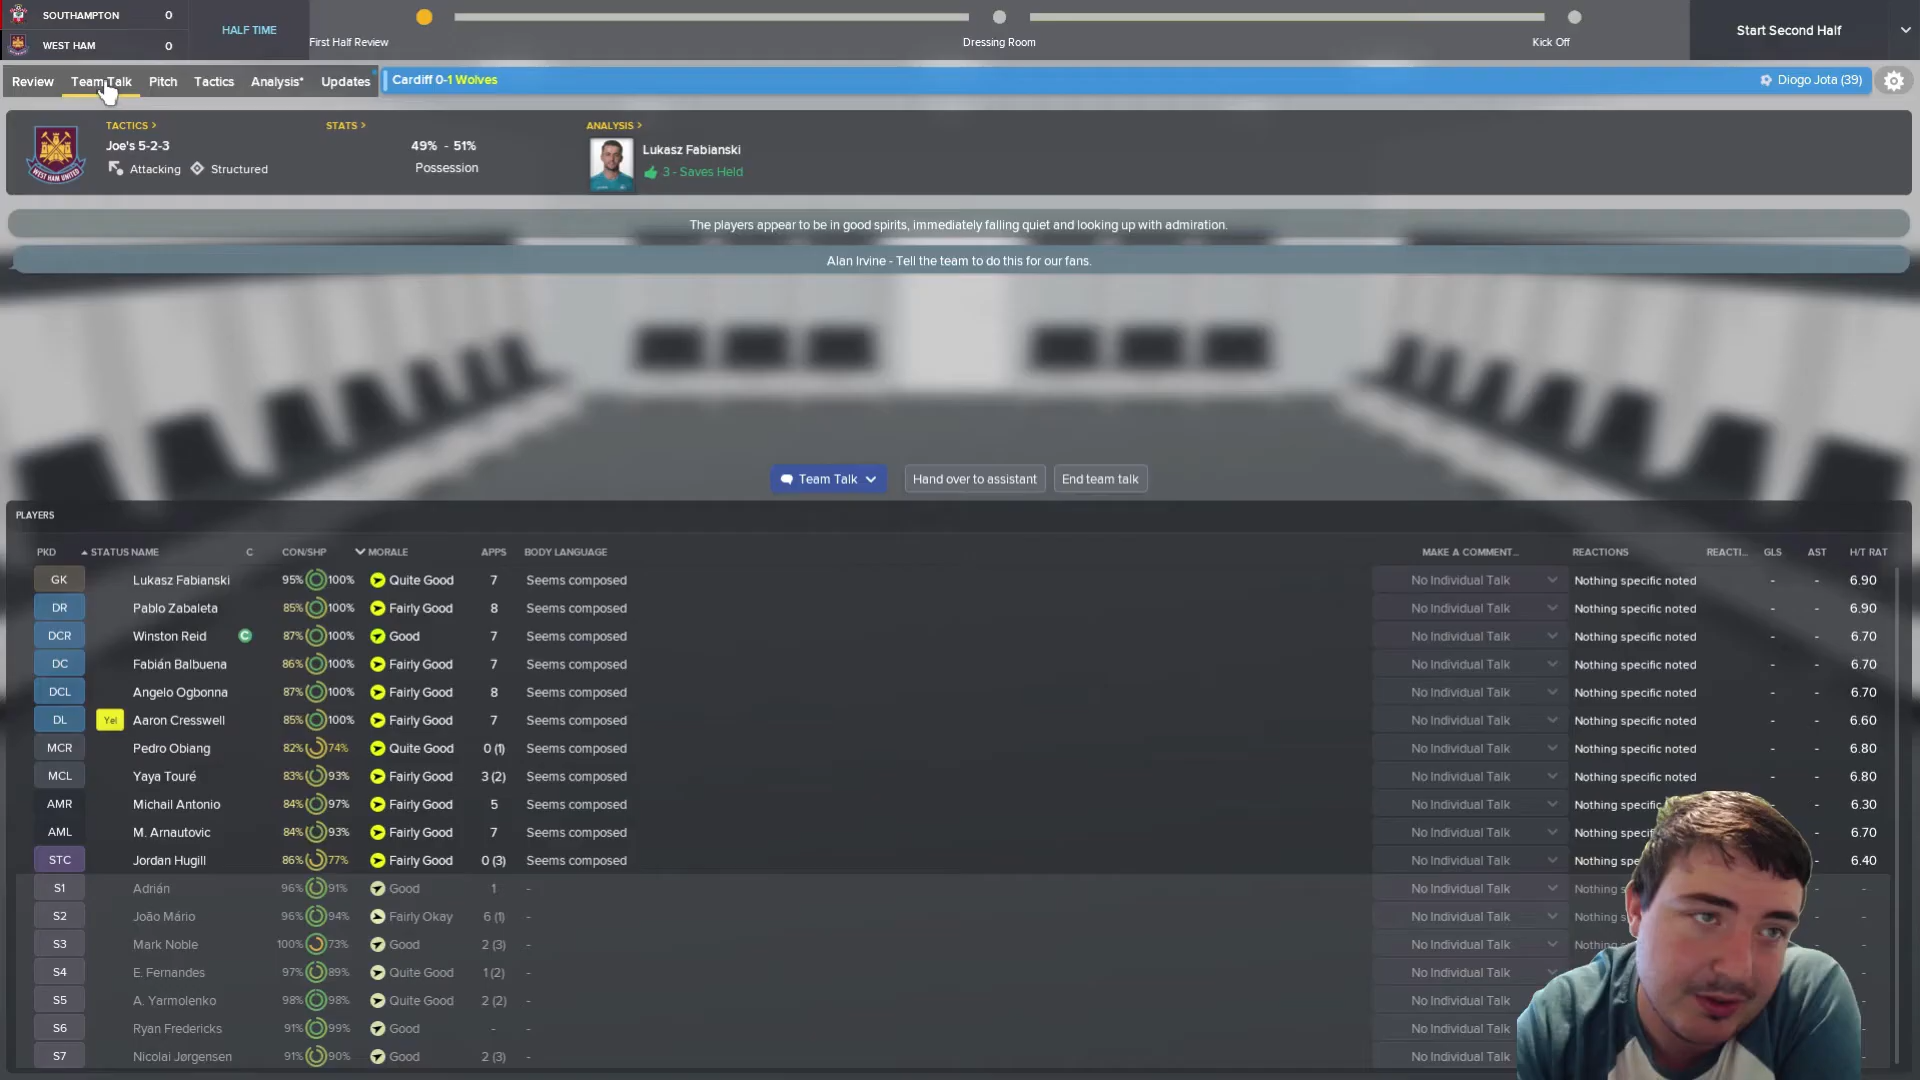 SOUTHAMPTON 0
WEST HAM 0
HALF TIME
First Half Review
Dressing Room
Kick Off
Start Second Half
Review Team Talk Pitch Tactics Analysis* Updates
Cardiff 0-1 Wolves
Diogo Jota (39)
TACTICS >
Joe's 5-2-3
Attacking Structured
STATS >
49% - 51%
Possession
ANALYSIS >
Lukasz Fabianski
3 - Saves Held
WEST HAM UNITED
The players appear to be in good spirits, immediately falling quiet and looking up with admiration.
Alan Irvine - Tell the team to do this for our fans.
Team Talk
Hand over to assistant
End team talk
PLAYERS
PKD STATUS NAME C CON/SHP MORALE APPS BODY LANGUAGE MAKE A COMMENT... REACTIONS REACTI... GLS AST H/T RAT
GK Lukasz Fabianski 95% 100% Quite Good 7 Seems composed No Individual Talk Nothing specific noted - - 6.90
DR Pablo Zabaleta 85% 100% Fairly Good 8 Seems composed No Individual Talk Nothing specific noted - - 6.90
DCR Winston Reid C 87% 100% Good 7 Seems composed No Individual Talk Nothing specific noted - - 6.70
DC Fabián Balbuena 86% 100% Fairly Good 7 Seems composed No Individual Talk Nothing specific noted - - 6.70
DCL Angelo Ogbonna 87% 100% Fairly Good 8 Seems composed No Individual Talk Nothing specific noted - - 6.70
DL Yel Aaron Cresswell 85% 100% Fairly Good 7 Seems composed No Individual Talk Nothing specific noted - - 6.60
MCR Pedro Obiang 82% 74% Quite Good 0 (1) Seems composed No Individual Talk Nothing specific noted - - 6.80
MCL Yaya Touré 83% 93% Fairly Good 3 (2) Seems composed No Individual Talk Nothing specific noted - - 6.80
AMR Michail Antonio 84% 97% Fairly Good 5 Seems composed No Individual Talk Nothing specific - 6.30
AML M. Arnautovic 84% 93% Fairly Good 7 Seems composed No Individual Talk Nothing specif - 6.70
STC Jordan Hugill 86% 77% Fairly Good 0 (3) Seems composed No Individual Talk Nothing spe - 6.40
S1 Adrián 96% 91% Good 1 - No Individual Talk Nothing s - -
S2 João Mário 96% 94% Fairly Okay 6 (1) - No Individual Talk Nothing s - -
S3 Mark Noble 100% 73% Good 2 (3) - No Individual Talk Nothing - -
S4 E. Fernandes 97% 89% Quite Good 1 (2) - No Individual Talk -
S5 A. Yarmolenko 98% 98% Quite Good 2 (2) - No Individual Talk -
S6 Ryan Fredericks 91% 99% Good - - No Individual Talk -
S7 Nicolai Jørgensen 91% 90% Good 2 (3) - No Individual Talk -